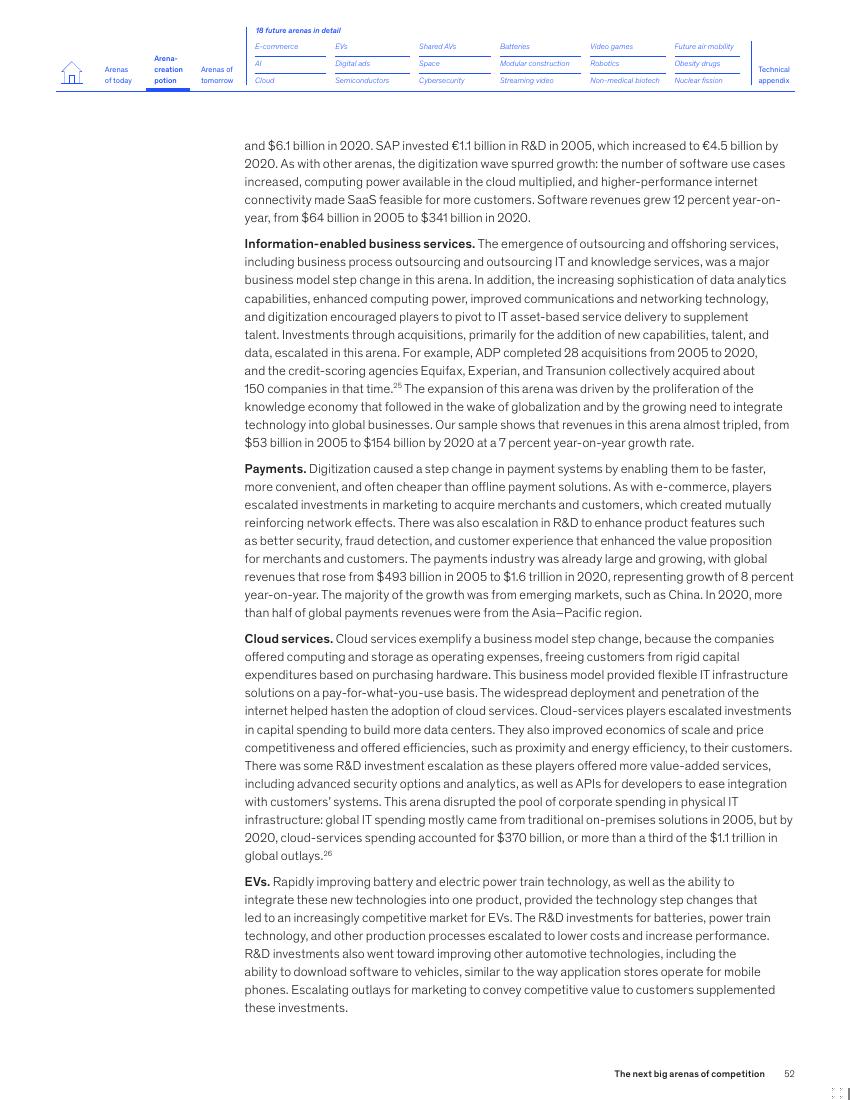 18 future arenas in detail
Arenas
of today
Arena-
creation
potion
Arenas of
tomorrow
E-commerce
AI
Cloud
EVs
Digital ads
Semiconductors
Shared AVs
Space
Cybersecurity
Batteries
Modular construction
Streaming video
Video games
Robotics
Non-medical biotech
Future air mobility
Obesity drugs
Nuclear fission
Technical
appendix
and $6.1 billion in 2020. SAP invested €1.1 billion in R&D in 2005, which increased to €4.5 billion by
2020. As with other arenas, the digitization wave spurred growth: the number of software use cases
increased, computing power available in the cloud multiplied, and higher-performance internet
connectivity made SaaS feasible for more customers. Software revenues grew 12 percent year-on-
year, from $64 billion in 2005 to $341 billion in 2020.
Information-enabled business services. The emergence of outsourcing and offshoring services,
including business process outsourcing and outsourcing IT and knowledge services, was a major
business model step change in this arena. In addition, the increasing sophistication of data analytics
capabilities, enhanced computing power, improved communications and networking technology,
and digitization encouraged players to pivot to IT asset-based service delivery to supplement
talent. Investments through acquisitions, primarily for the addition of new capabilities, talent, and
data, escalated in this arena. For example, ADP completed 28 acquisitions from 2005 to 2020,
and the credit-scoring agencies Equifax, Experian, and Transunion collectively acquired about
150 companies in that time.25 The expansion of this arena was driven by the proliferation of the
knowledge economy that followed in the wake of globalization and by the growing need to integrate
technology into global businesses. Our sample shows that revenues in this arena almost tripled, from
$53 billion in 2005 to $154 billion by 2020 at a 7 percent year-on-year growth rate.
Payments. Digitization caused a step change in payment systems by enabling them to be faster,
more convenient, and often cheaper than offline payment solutions. As with e-commerce, players
escalated investments in marketing to acquire merchants and customers, which created mutually
reinforcing network effects. There was also escalation in R&D to enhance product features such
as better security, fraud detection, and customer experience that enhanced the value proposition
for merchants and customers. The payments industry was already large and growing, with global
revenues that rose from $493 billion in 2005 to $1.6 trillion in 2020, representing growth of 8 percent
year-on-year. The majority of the growth was from emerging markets, such as China. In 2020, more
than half of global payments revenues were from the Asia–Pacific region.
Cloud services. Cloud services exemplify a business model step change, because the companies
offered computing and storage as operating expenses, freeing customers from rigid capital
expenditures based on purchasing hardware. This business model provided flexible IT infrastructure
solutions on a pay-for-what-you-use basis. The widespread deployment and penetration of the
internet helped hasten the adoption of cloud services. Cloud-services players escalated investments
in capital spending to build more data centers. They also improved economics of scale and price
competitiveness and offered efficiencies, such as proximity and energy efficiency, to their customers.
There was some R&D investment escalation as these players offered more value-added services,
including advanced security options and analytics, as well as APIs for developers to ease integration
with customers' systems. This arena disrupted the pool of corporate spending in physical IT
infrastructure: global IT spending mostly came from traditional on-premises solutions in 2005, but by
2020, cloud-services spending accounted for $370 billion, or more than a third of the $1.1 trillion in
global outlays.26
EVs. Rapidly improving battery and electric power train technology, as well as the ability to
integrate these new technologies into one product, provided the technology step changes that
led to an increasingly competitive market for EVs. The R&D investments for batteries, power train
technology, and other production processes escalated to lower costs and increase performance.
R&D investments also went toward improving other automotive technologies, including the
ability to download software to vehicles, similar to the way application stores operate for mobile
phones. Escalating outlays for marketing to convey competitive value to customers supplemented
these investments.
The next big arenas of competition 52